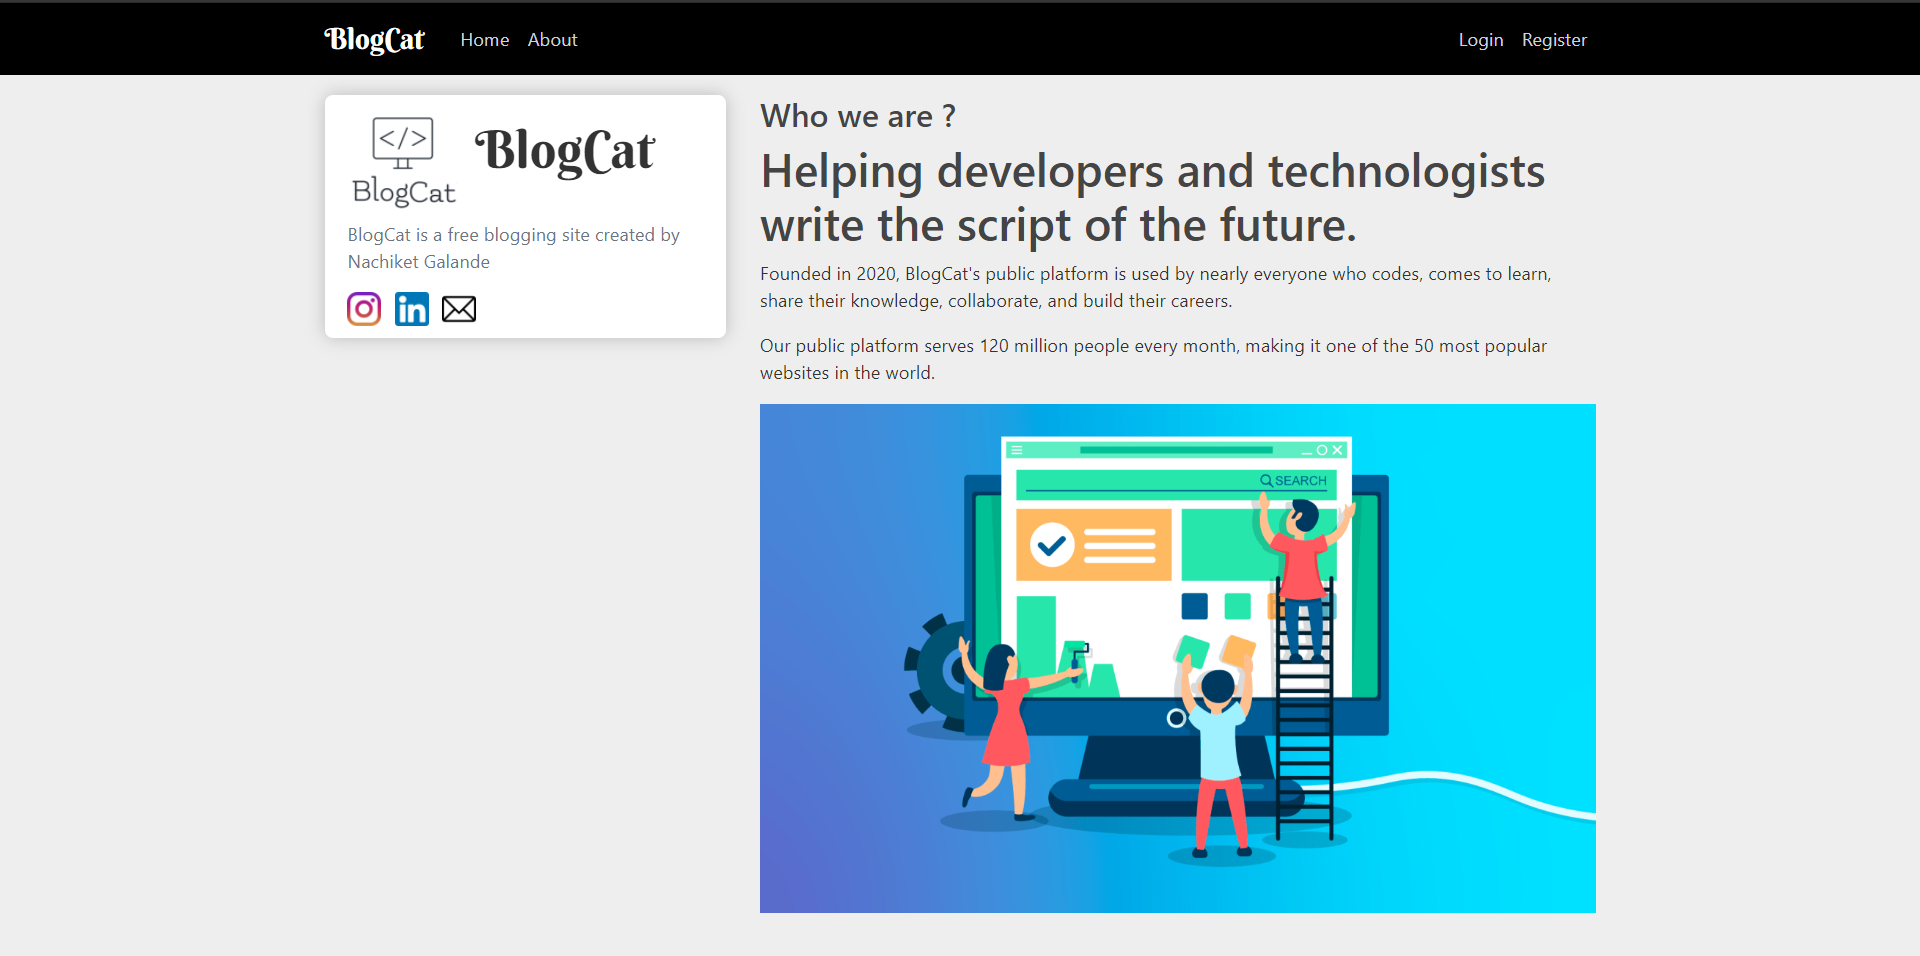 BlogCat Home About Login Register
</>
BlogCat
BlogCat
BlogCat is a free blogging site created by
Nachiket Galande
in
Who we are ?
Helping developers and technologists
write the script of the future.
Founded in 2020, BlogCat's public platform is used by nearly everyone who codes, comes to learn,
share their knowledge, collaborate, and build their careers.
Our public platform serves 120 million people every month, making it one of the 50 most popular
websites in the world.
SEARCH